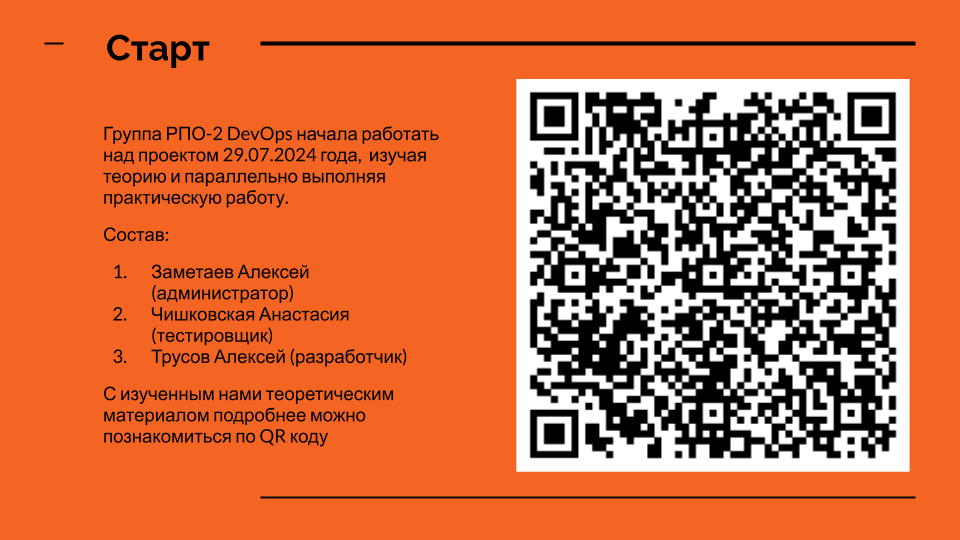 Старт
Группа РПО-2 DevOps начала работать
над проектом 29.07.2024 года, изучая
теорию и параллельно выполняя
практическую работу.
Состав:
1. Заметаев Алексей
(администратор)
2. Чишковская Анастасия
(тестировщик)
3. Трусов Алексей (разработчик)
С изученным нами теоретическим
материалом подробнее можно
познакомиться по QR коду